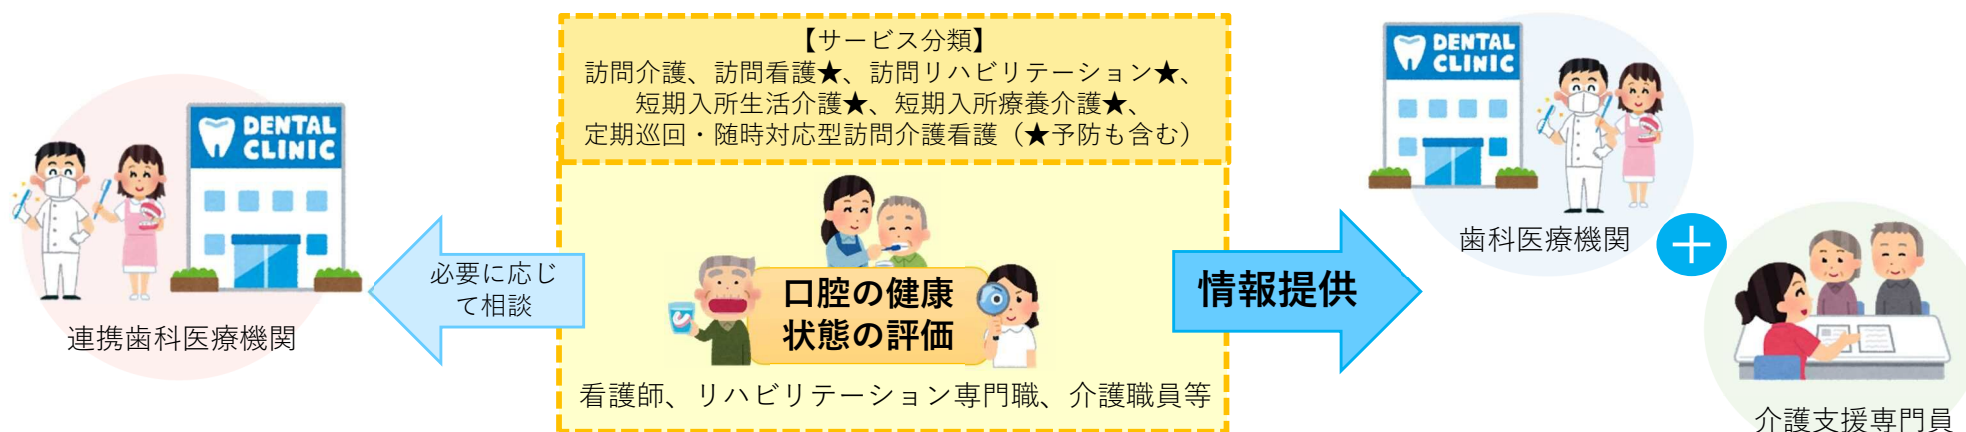 DENTAL
CLINIC
連携歯科医療機関
必要に応じ
て相談
【サービス分類】
訪問介護、訪問看護★、訪問リハビリテーション★、
短期入所生活介護★、短期入所療養介護★、
定期巡回・随時対応型訪問介護看護（★予防も含む）
口腔の健康
状態の評価
看護師、リハビリテーション専門職、介護職員等
情報提供
DENTAL
CLINIC
歯科医療機関
＋
介護支援専門員